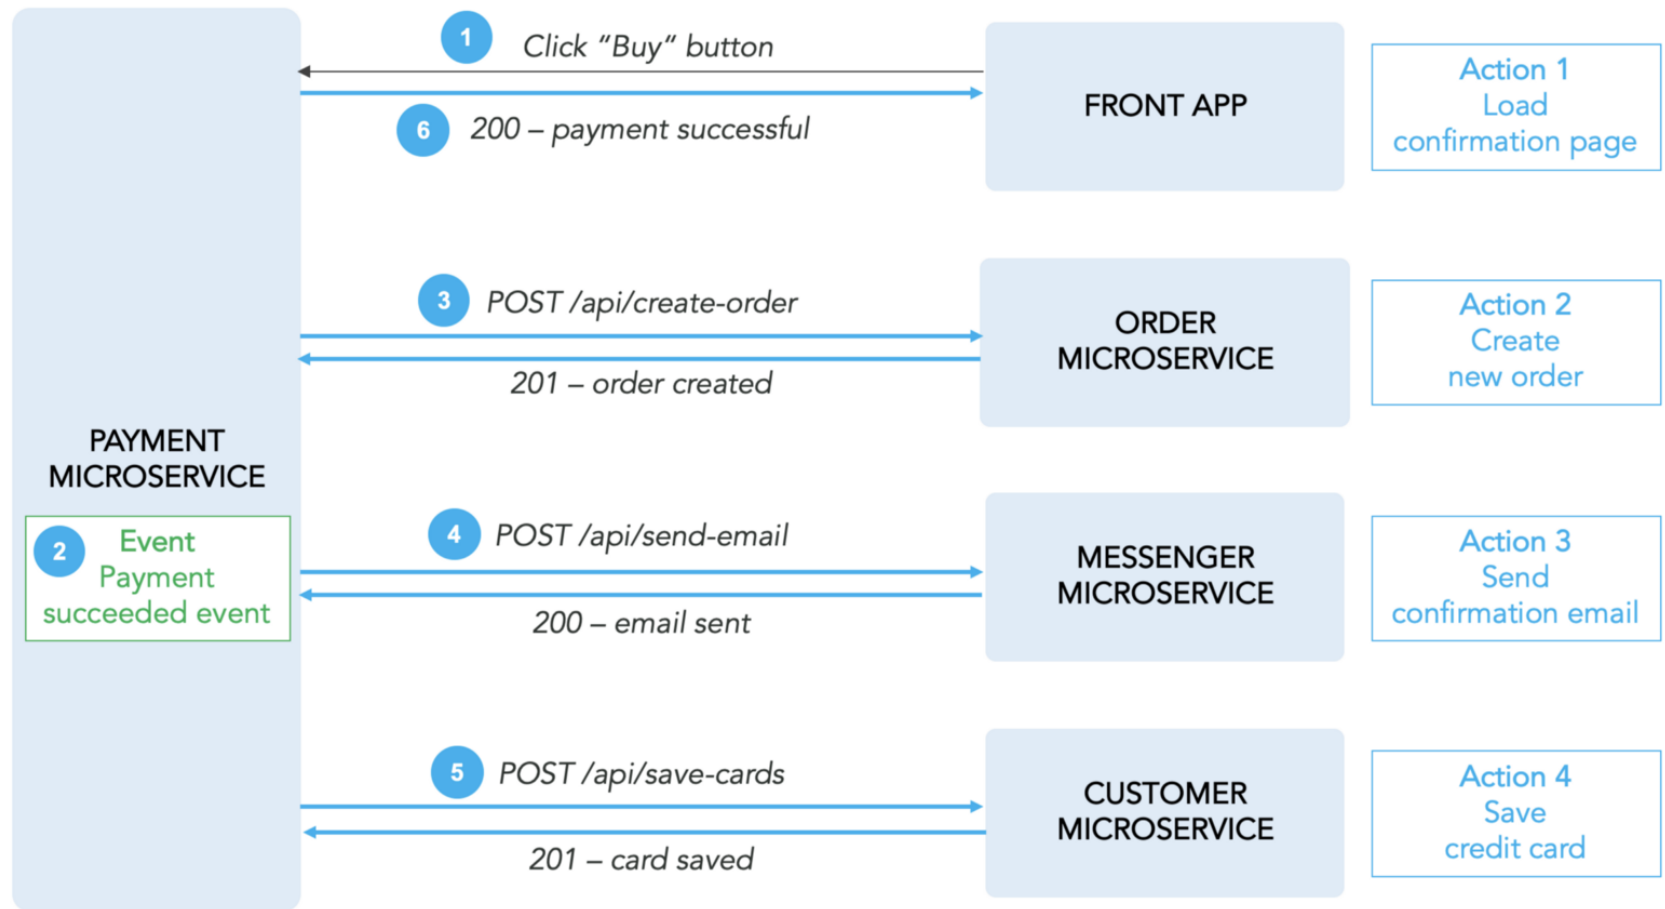 1
Click “Buy” button
6
200 – payment successful
FRONT APP
Action 1
Load
confirmation page
3
POST /api/create-order
201 – order created
ORDER
MICROSERVICE
Action 2
Create
new order
PAYMENT
MICROSERVICE
2
Event
Payment
succeeded event
4
POST /api/send-email
200 – email sent
MESSENGER
MICROSERVICE
Action 3
Send
confirmation email
5
POST /api/save-cards
201 – card saved
CUSTOMER
MICROSERVICE
Action 4
Save
credit card